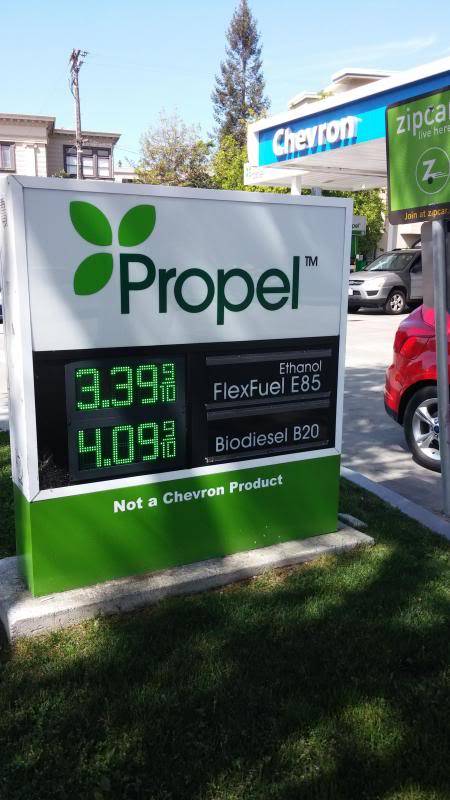 Chevron
zipcar
live here
Z
Join at zipcar.
Propel™
3.39 9/10
Ethanol
FlexFuel E85
4.09 9/10
Biodiesel B20
Not a Chevron Product